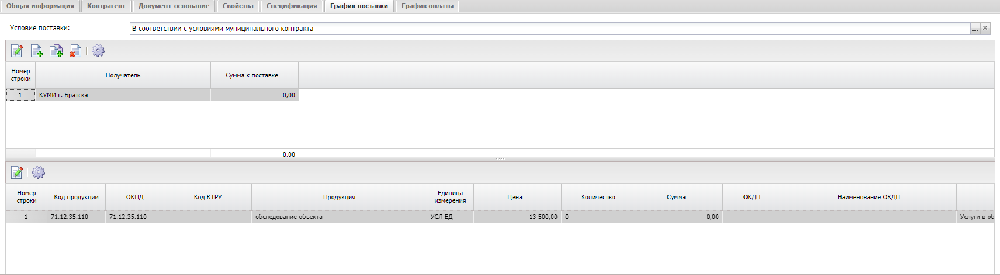 Общая информация Контрагент Документ-основание Свойства Спецификация График поставки График оплаты
Условие поставки: В соответствии с условиями муниципального контракта
Номер строки Получатель Сумма к поставке
1 КУМИ г. Братска 0,00
0,00
Номер строки Код продукции ОКПД Код КТРУ Продукция Единица измерения Цена Количество Сумма ОКДП Наименование ОКДП
1 71.12.35.110 71.12.35.110 обследование объекта УСЛ ЕД 13 500,00 0 0,00 Услуги в об